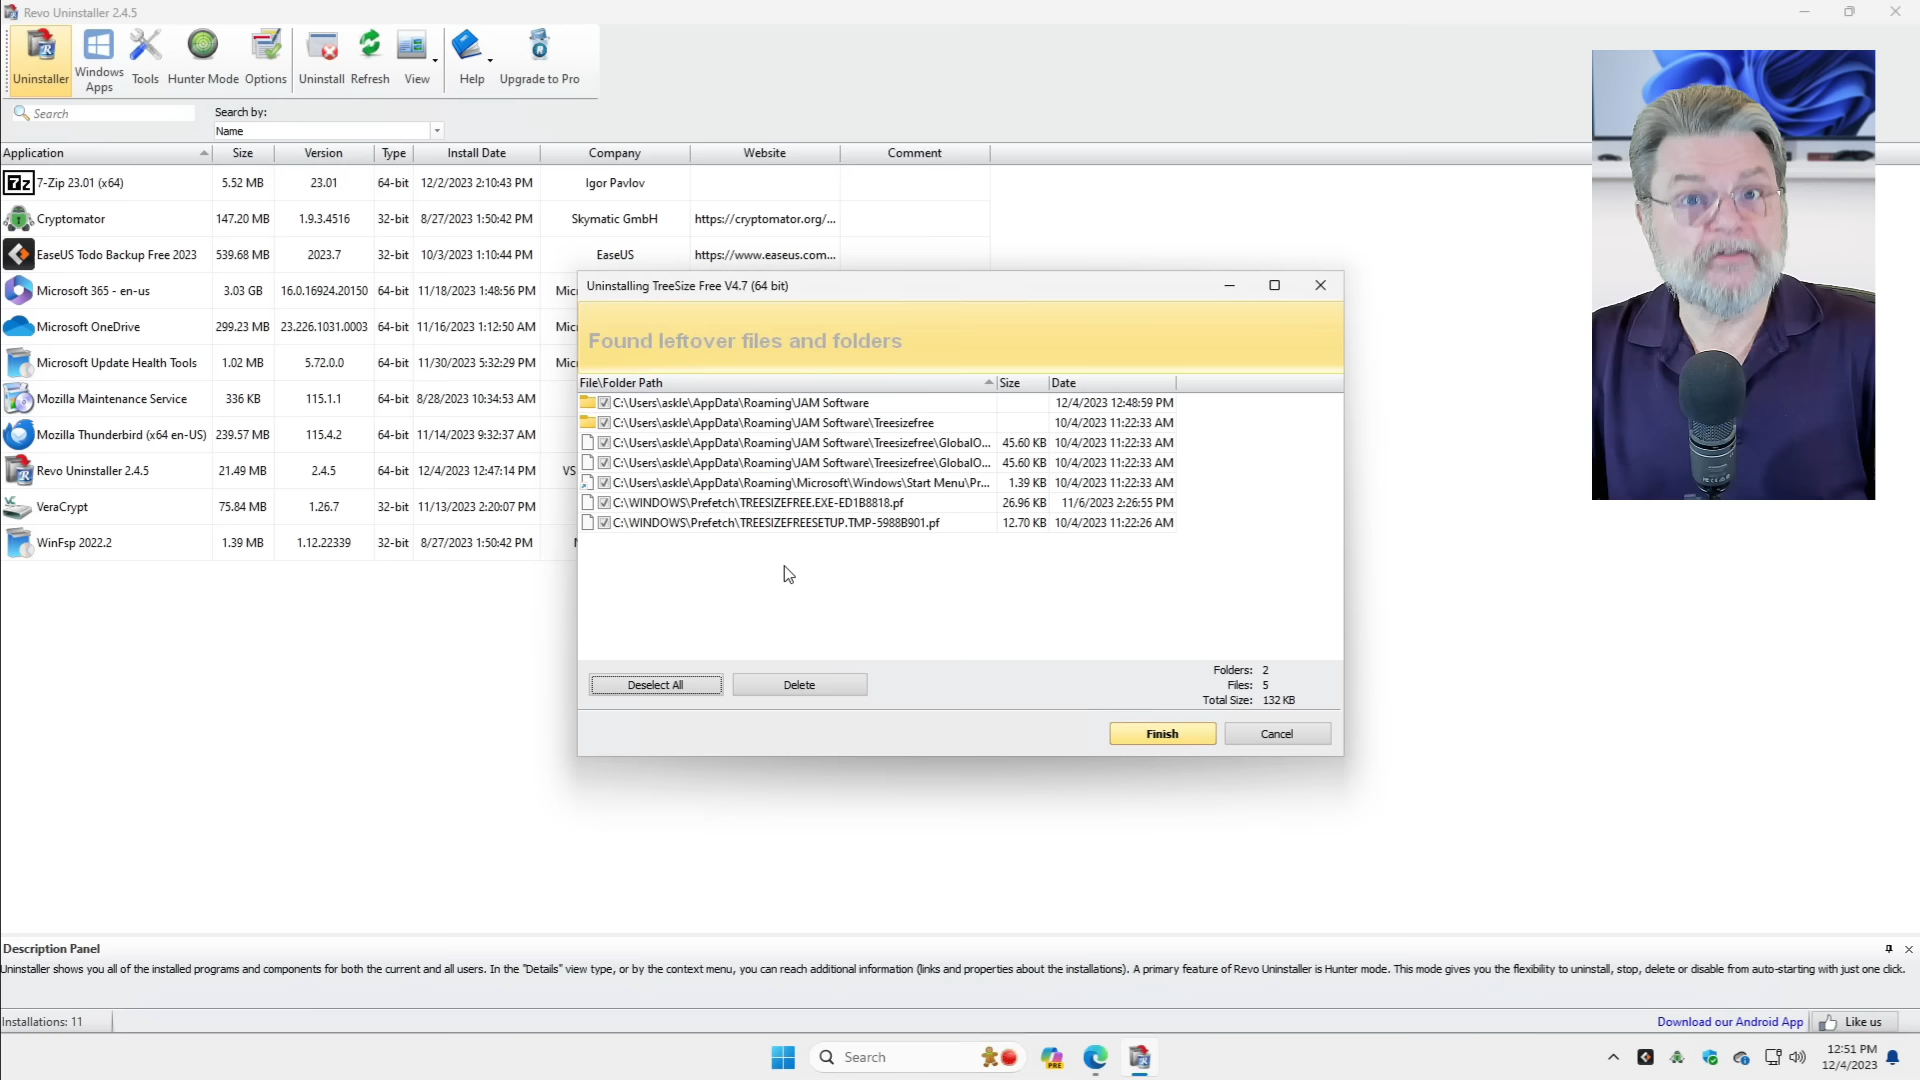 Revo Uninstaller 2.4.5
Uninstaller
Windows Apps
Tools
Hunter Mode
Options
Uninstall
Refresh
View
Help
Upgrade to Pro
Search
Search by:
Name
Application Size Version Type Install Date Company Website Comment
7-Zip 23.01 (x64) 5.52 MB 23.01 64-bit 12/2/2023 2:10:43 PM Igor Pavlov
Cryptomator 147.20 MB 1.9.3.4516 32-bit 8/27/2023 1:50:42 PM Skymatic GmbH https://cryptomator.org/...
EaseUS Todo Backup Free 2023 539.68 MB 2023.7 32-bit 10/3/2023 1:10:44 PM EaseUS https://www.easeus.com...
Microsoft 365 - en-us 3.03 GB 16.0.16924.20150 64-bit 11/18/2023 1:48:56 PM Mic
Microsoft OneDrive 299.23 MB 23.226.1031.0003 64-bit 11/16/2023 1:12:50 AM Mic
Microsoft Update Health Tools 1.02 MB 5.72.0.0 64-bit 11/30/2023 5:32:29 PM Mic
Mozilla Maintenance Service 336 KB 115.1.1 64-bit 8/28/2023 10:34:53 AM
Mozilla Thunderbird (x64 en-US) 239.57 MB 115.4.2 64-bit 11/14/2023 9:32:37 AM
Revo Uninstaller 2.4.5 21.49 MB 2.4.5 64-bit 12/4/2023 12:47:14 PM VS
VeraCrypt 75.84 MB 1.26.7 32-bit 11/13/2023 2:20:07 PM
WinFsp 2022.2 1.39 MB 1.12.22339 32-bit 8/27/2023 1:50:42 PM
Uninstalling TreeSize Free V4.7 (64 bit)
Found leftover files and folders
File\Folder Path Size Date
C:\Users\askle\AppData\Roaming\JAM Software 12/4/2023 12:48:59 PM
C:\Users\askle\AppData\Roaming\JAM Software\Treesizefree 10/4/2023 11:22:33 AM
C:\Users\askle\AppData\Roaming\JAM Software\Treesizefree\GlobalO... 45.60 KB 10/4/2023 11:22:33 AM
C:\Users\askle\AppData\Roaming\JAM Software\Treesizefree\GlobalO... 45.60 KB 10/4/2023 11:22:33 AM
C:\Users\askle\AppData\Roaming\Microsoft\Windows\Start Menu\Pr... 1.39 KB 10/4/2023 11:22:33 AM
C:\WINDOWS\Prefetch\TREESIZEFREE.EXE-ED1B8818.pf 26.96 KB 11/6/2023 2:26:55 PM
C:\WINDOWS\Prefetch\TREESIZEFREESETUP.TMP-5988B901.pf 12.70 KB 10/4/2023 11:22:26 AM
Deselect All
Delete
Folders: 2
Files: 5
Total Size: 132 KB
Finish
Cancel
Description Panel
Uninstaller shows you all of the installed programs and components for both the current and all users. In the "Details" view type, or by the context menu, you can reach additional information (links and properties about the installations). A primary feature of Revo Uninstaller is Hunter mode. This mode gives you the flexibility to uninstall, stop, delete or disable from auto-starting with just one click.
Installations: 11
Download our Android App
Like us
Search
PRE
12:51 PM
12/4/2023